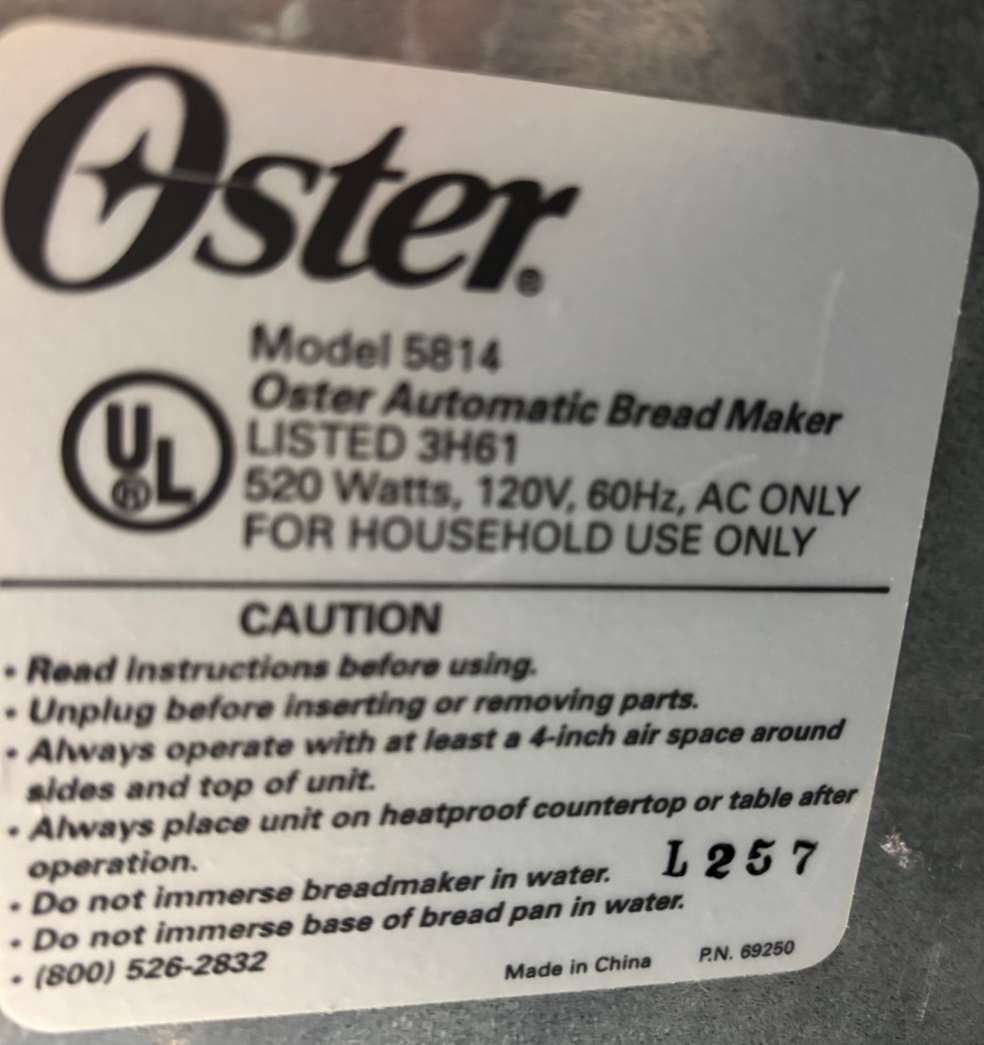 Oster®
Model 5814
Oster Automatic Bread Maker
UL® LISTED 3H61
520 Watts, 120V, 60Hz, AC ONLY
FOR HOUSEHOLD USE ONLY
CAUTION
• Read instructions before using.
• Unplug before inserting or removing parts.
• Always operate with at least a 4-inch air space around
sides and top of unit.
• Always place unit on heatproof countertop or table after
operation.
• Do not immerse breadmaker in water.
L 257
• Do not immerse base of bread pan in water.
• (800) 526-2832
Made in China P.N. 69250